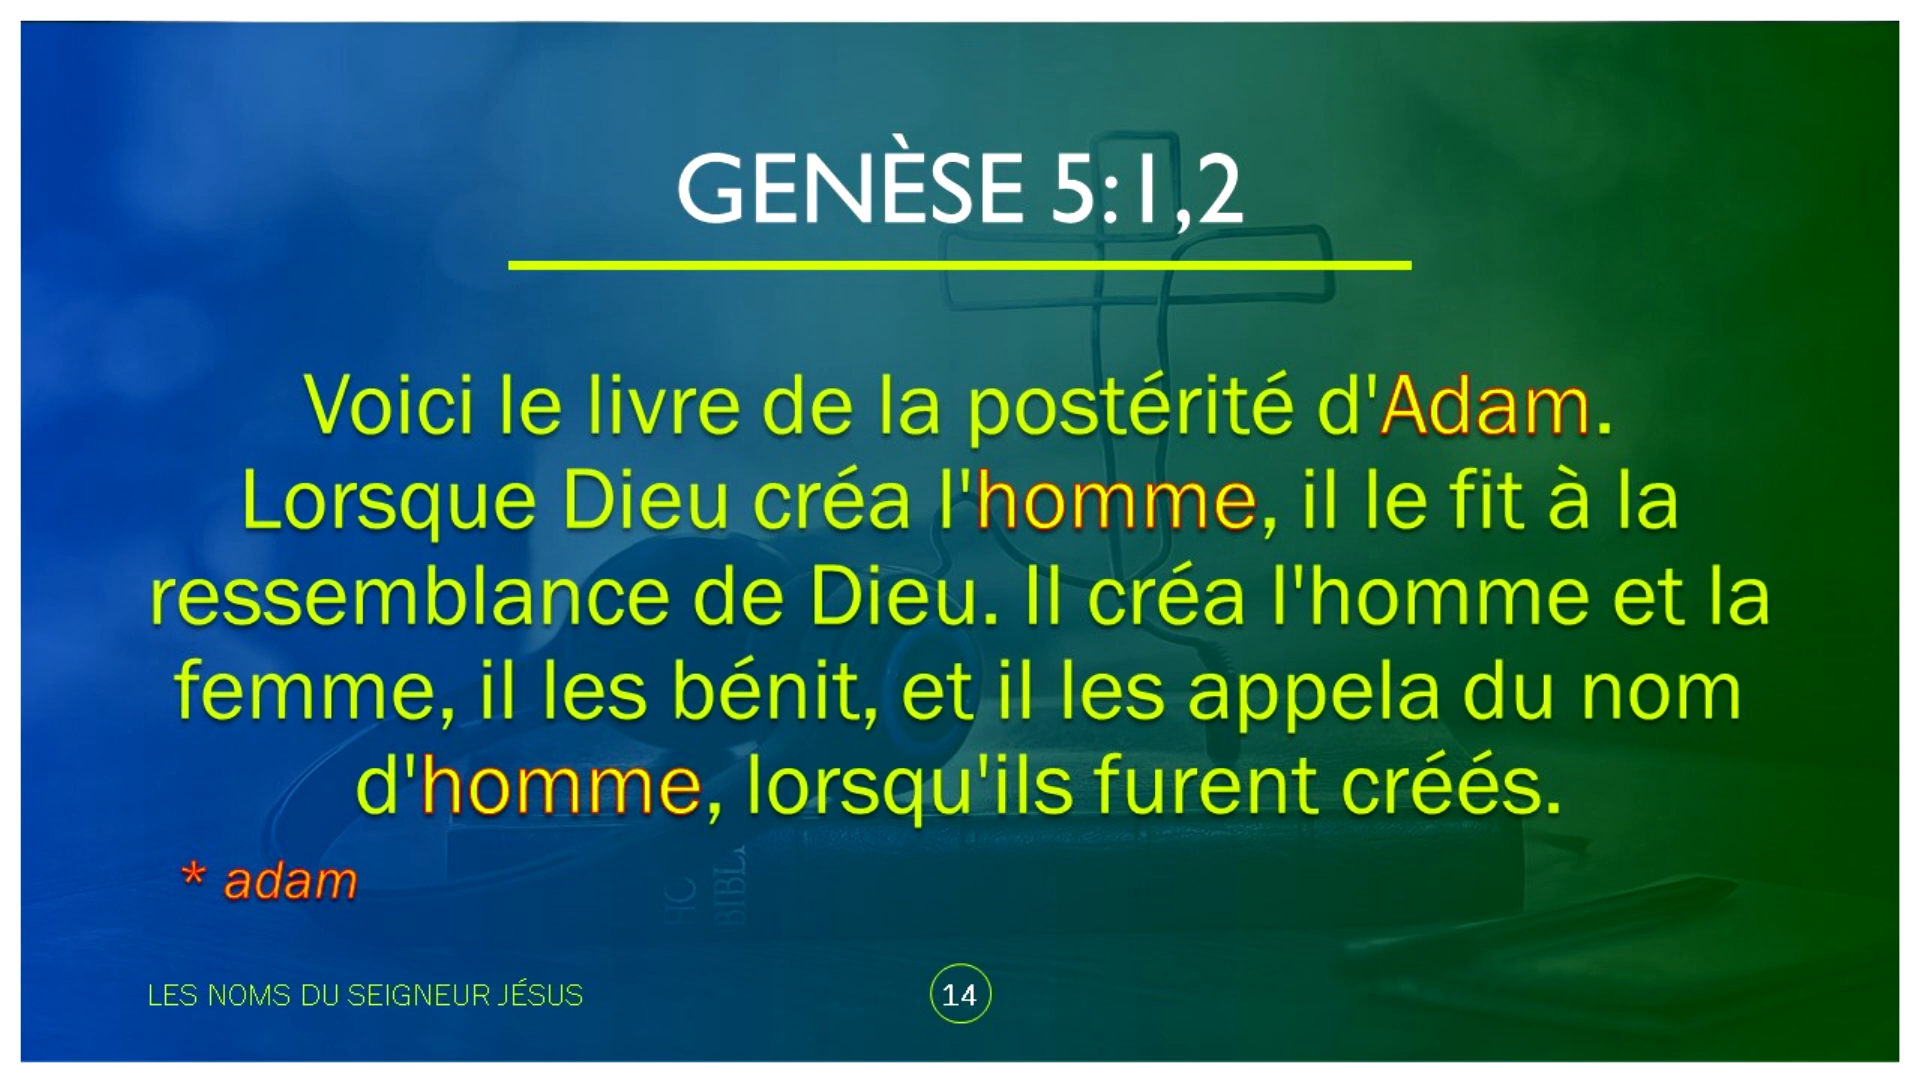 GENÈSE 5:1,2
Voici le livre de la postérité d'Adam.
Lorsque Dieu créa l'homme, il le fit à la
ressemblance de Dieu. Il créa l'homme et la
femme, il les bénit, et il les appela du nom
d'homme, lorsqu'ils furent créés.
* adam
BIBL
LES NOMS DU SEIGNEUR JÉSUS
14